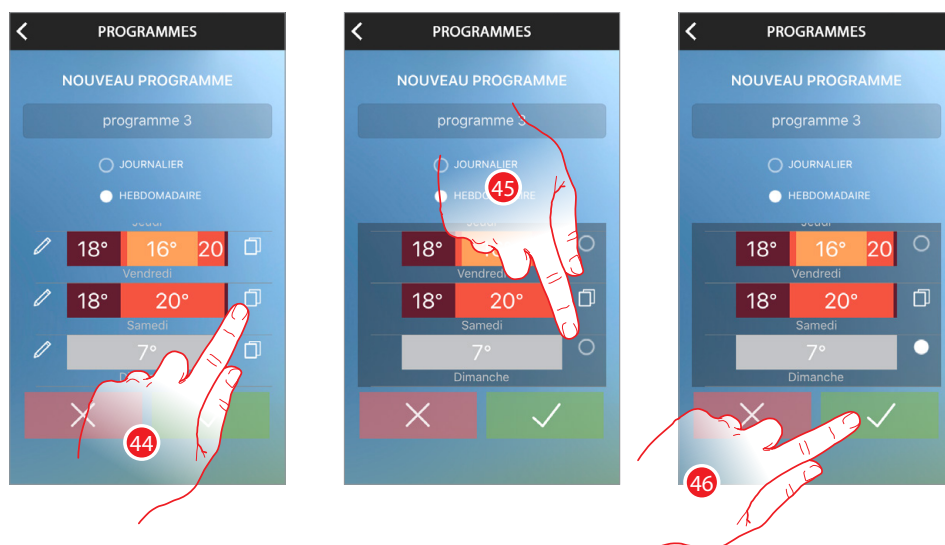 PROGRAMMES
NOUVEAU PROGRAMME
programme 3
JOURNALIER
HEBDOMADAIRE
Jeudi
18° 16° 20
Vendredi
18° 20°
Samedi
7°
44
PROGRAMMES
NOUVEAU PROGRAMME
programme 3
JOURNALIER
45
18°
Vendredi
18° 20°
Samedi
7°
Dimanche
PROGRAMMES
NOUVEAU PROGRAMME
programme 3
JOURNALIER
HEBDOMADAIRE
Jeudi
18° 16° 20
Vendredi
18° 20°
Samedi
7°
Dimanche
46